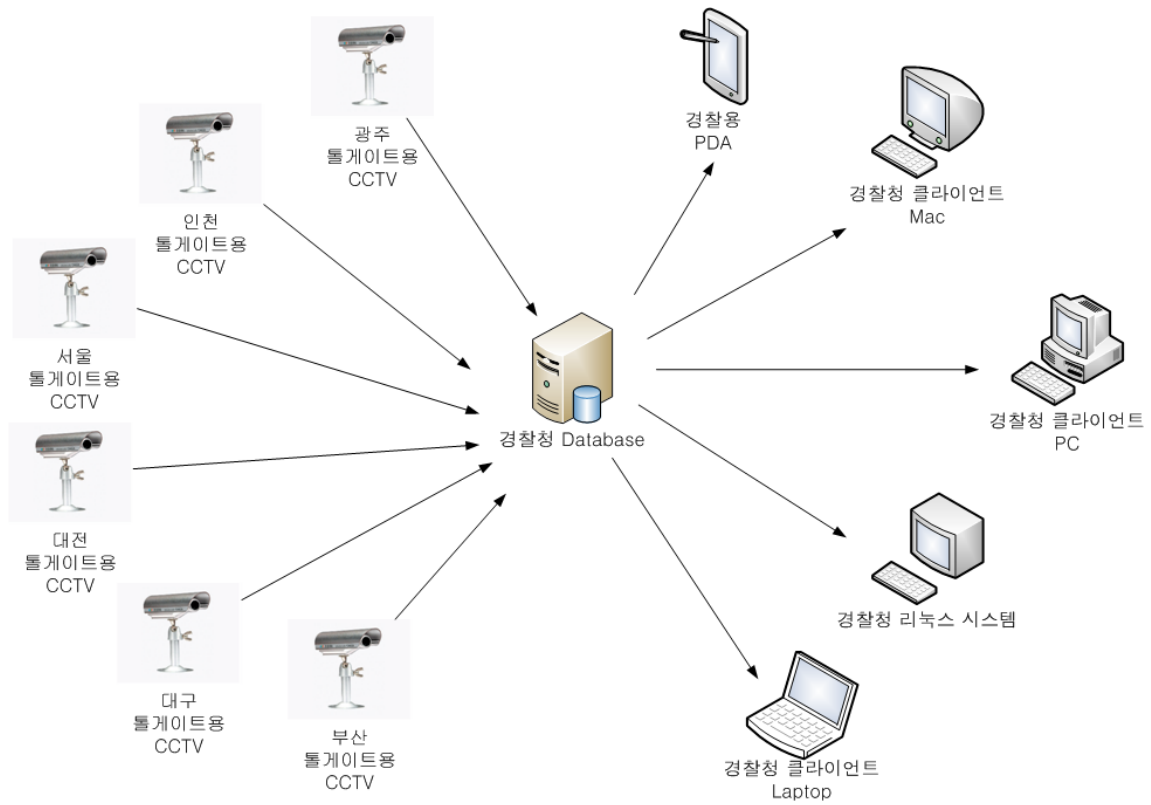 광주
톨게이트용
CCTV
인천
톨게이트용
CCTV
서울
톨게이트용
CCTV
대전
톨게이트용
CCTV
대구
톨게이트용
CCTV
부산
톨게이트용
CCTV
경찰청 Database
경찰용
PDA
경찰청 클라이언트
Mac
경찰청 클라이언트
PC
경찰청 리눅스 시스템
경찰청 클라이언트
Laptop